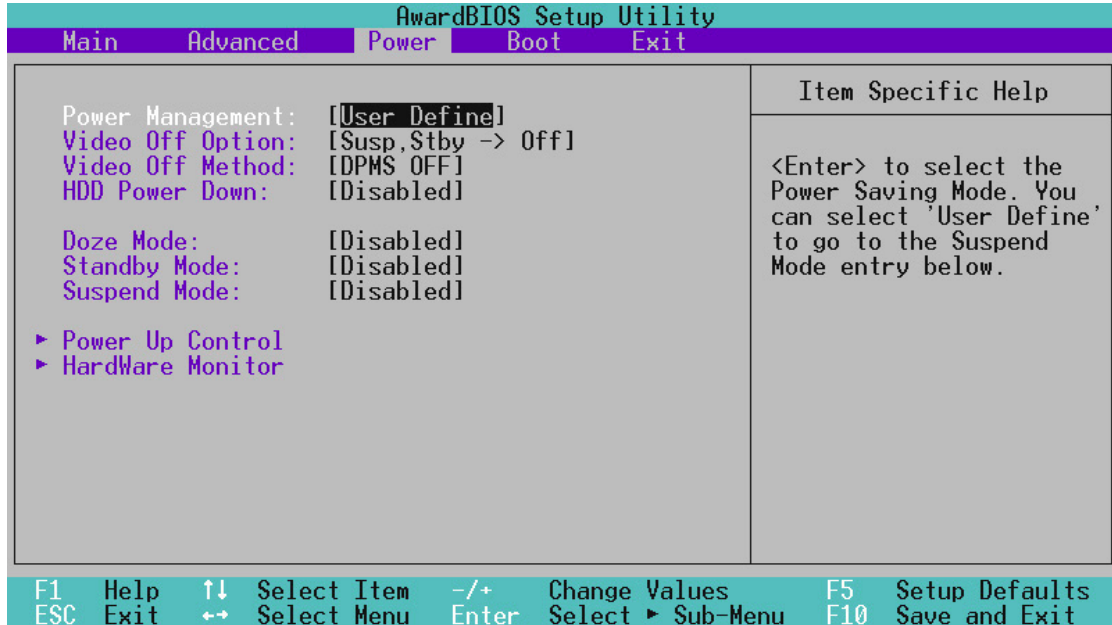 AwardBIOS Setup Utility
Main Advanced Power Boot Exit
Power Management: [User Define]
Video Off Option: [Susp,Stby -> Off]
Video Off Method: [DPMS OFF]
HDD Power Down: [Disabled]
Doze Mode: [Disabled]
Standby Mode: [Disabled]
Suspend Mode: [Disabled]
► Power Up Control
► HardWare Monitor
Item Specific Help
<Enter> to select the
Power Saving Mode. You
can select 'User Define'
to go to the Suspend
Mode entry below.
F1 Help ↑↓ Select Item -/+ Change Values F5 Setup Defaults
ESC Exit ←→ Select Menu Enter Select ► Sub-Menu F10 Save and Exit